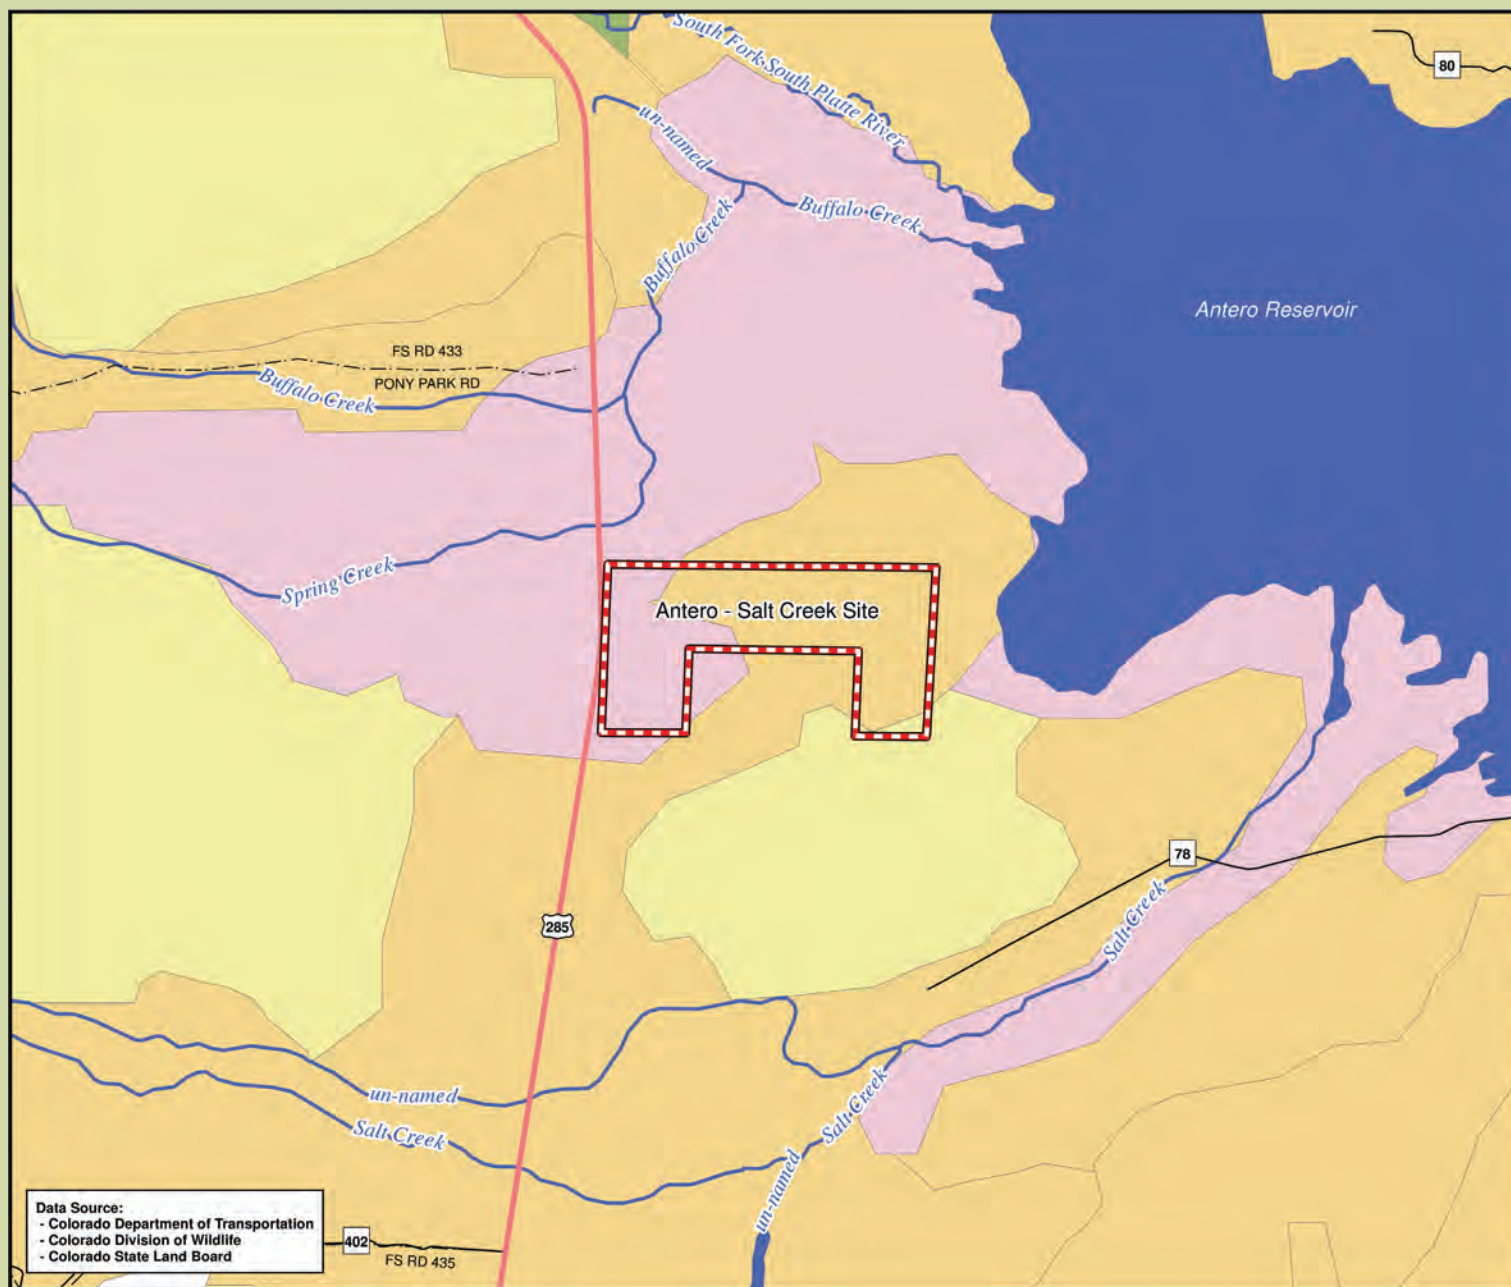 South Fork South Platte River
80
un-named
Buffalo Creek
Buffalo Creek
Antero Reservoir
FS RD 433
PONY PARK RD
Buffalo Creek
Spring Creek
Antero - Salt Creek Site
78
285
Salt Creek
un-named
Salt Creek
Salt Creek
un-named
Data Source:
- Colorado Department of Transportation
- Colorado Division of Wildlife
- Colorado State Land Board
402
FS RD 435